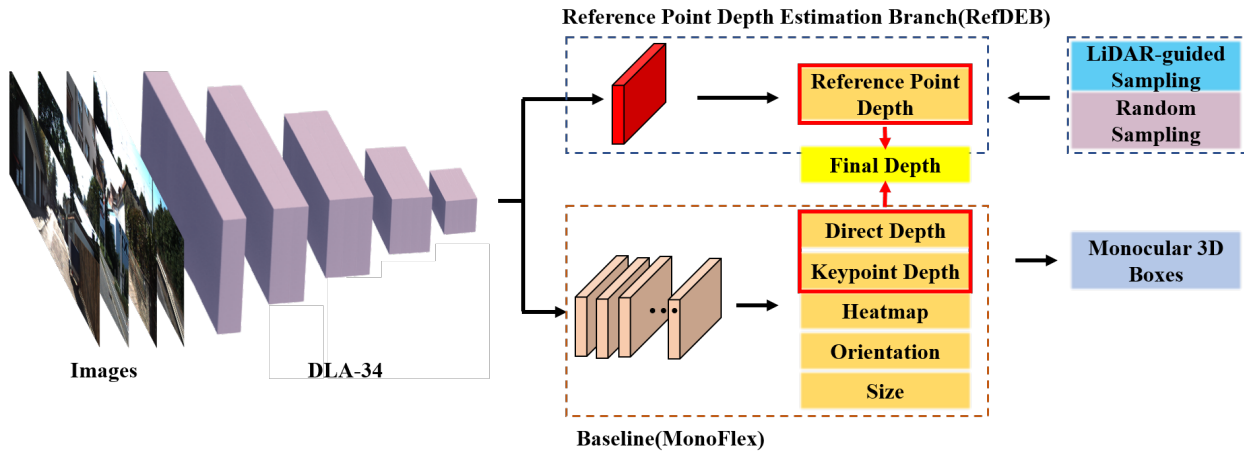 Reference Point Depth Estimation Branch(RefDEB)
Reference Point
Depth
LiDAR-guided
Sampling
Random
Sampling
Final Depth
Direct Depth
Keypoint Depth
Heatmap
Orientation
Size
Monocular 3D
Boxes
Images
DLA-34
Baseline(MonoFlex)